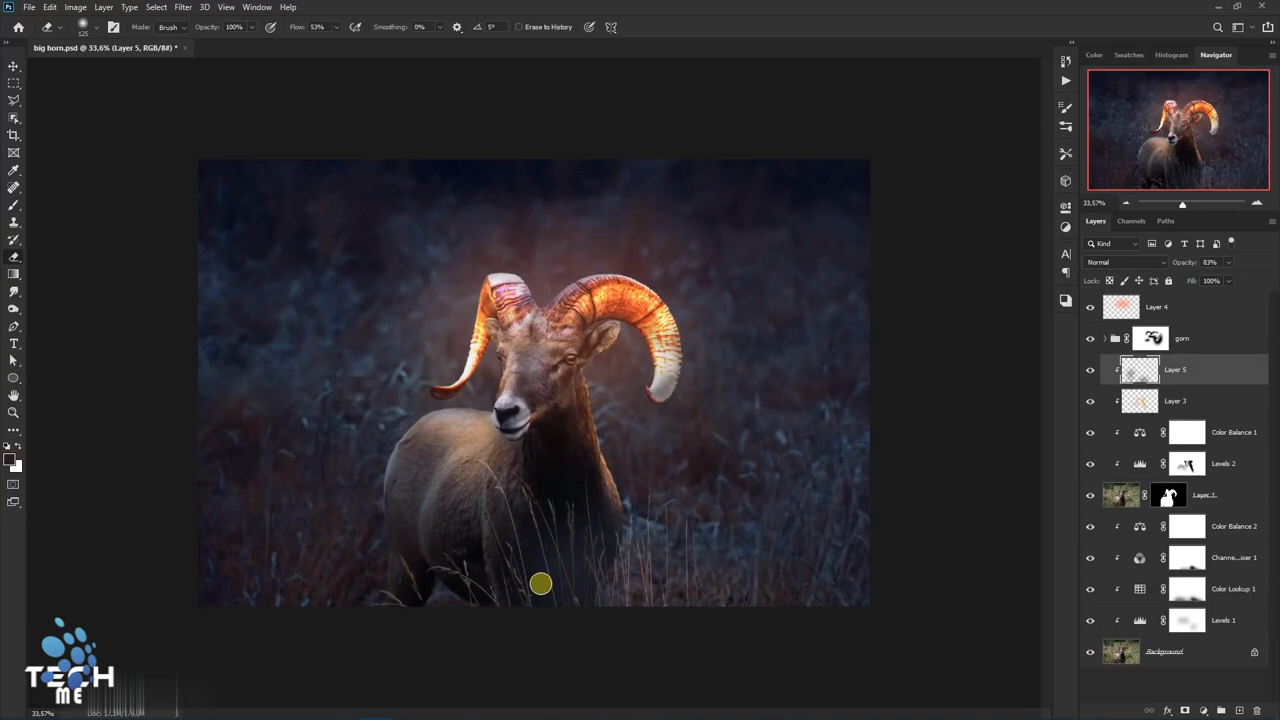 Ps File Edit Image Layer Type Select Filter 3D View Window Help
125 Mode: Brush Opacity: 100% Flow: 53% Smoothing: 0% 5° Erase to History
big horn.psd @ 33,6% (Layer 5, RGB/8#) * ×
Color Swatches Histogram Navigator
33,57%
Layers Channels Paths
Kind
Normal Opacity: 83%
Lock: Fill: 100%
Layer 4
gorn
Layer 5
Layer 3
Color Balance 1
Levels 2
Layer 1
Color Balance 2
Channe...ixer 1
Color Lookup 1
Levels 1
Background
TECH
ME
33,57%